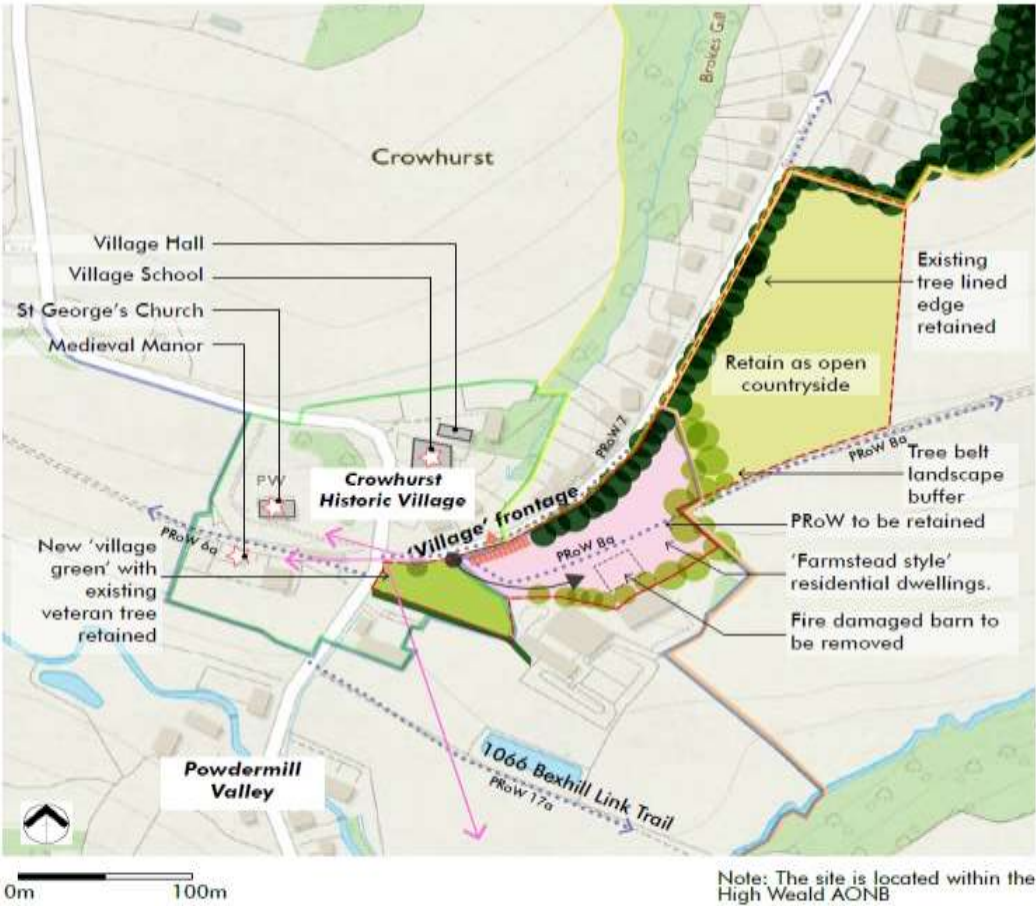 Brokes Gill
Crowhurst
Village Hall
Village School
St George's Church
Medieval Manor
PW
Crowhurst
Historic Village
'Village' frontage
PRoW 7
PRoW 6a
PRoW 8a
New 'village
green' with
existing
veteran tree
retained
Existing
tree lined
edge
retained
Retain as open
countryside
PRoW 8a
Tree belt
landscape
buffer
PRoW to be retained
'Farmstead style'
residential dwellings.
Fire damaged barn to
be removed
Powdermill
Valley
1066 Bexhill Link Trail
PRoW 17a
0m
100m
Note: The site is located within the
High Weald AONB